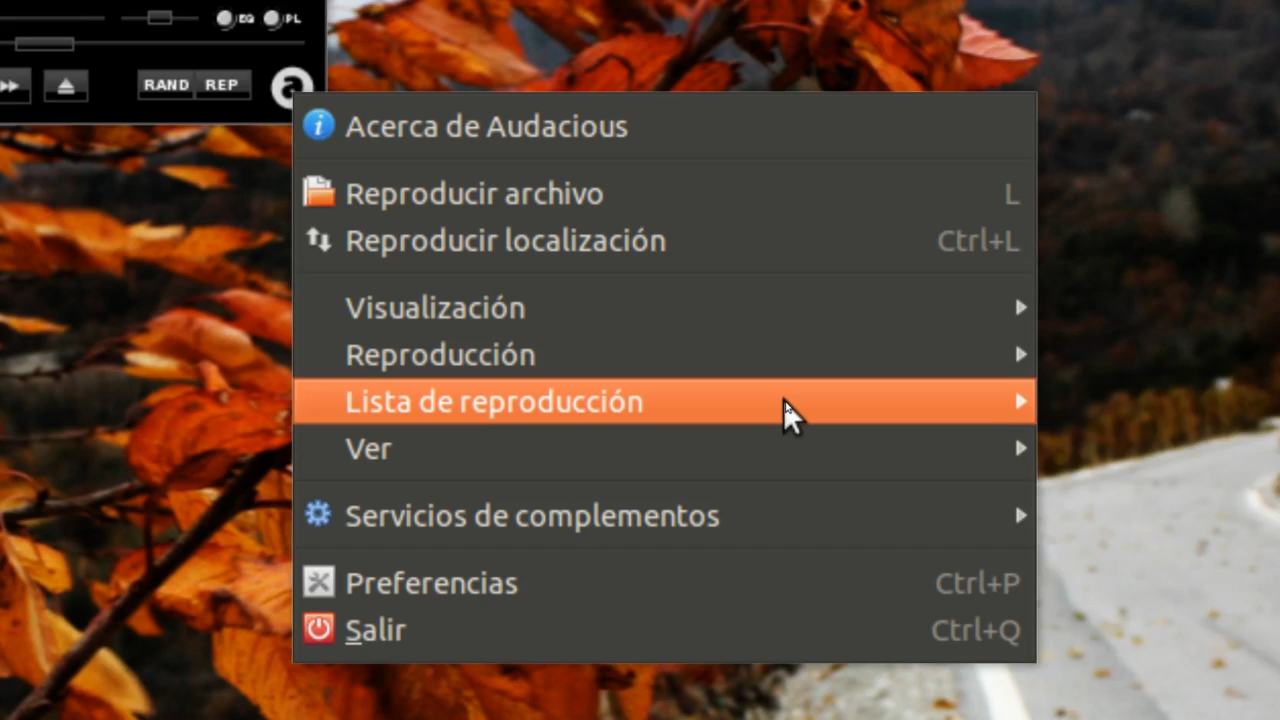 EQ PL
RAND REP
Acerca de Audacious
Reproducir archivo L
Reproducir localización Ctrl+L
Visualización
Reproducción
Lista de reproducción
Ver
Servicios de complementos
Preferencias Ctrl+P
Salir Ctrl+Q